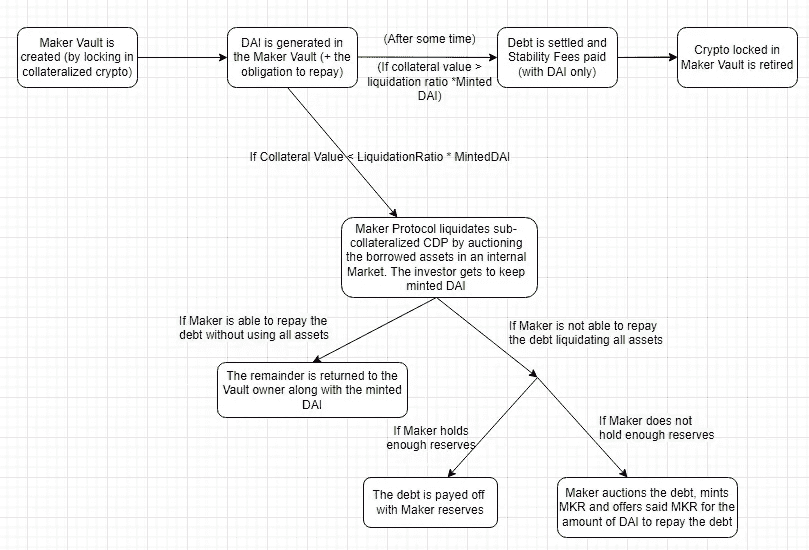 Maker Vault is
created (by locking in
collateralized crypto)
DAI is generated in
the Maker Vault (+ the
obligation to repay)
(After some time)
(If collateral value >
liquidation ratio *Minted
DAI)
Debt is settled and
Stability Fees paid
(with DAI only)
Crypto locked in
Maker Vault is retired
If Collateral Value < LiquidationRatio * MintedDAI
Maker Protocol liquidates sub-
collateralized CDP by auctioning
the borrowed assets in an internal
Market. The investor gets to keep
minted DAI
If Maker is able to repay the
debt without using all assets
If Maker is not able to repay
the debt liquidating all assets
The remainder is returned to the
Vault owner along with the minted
DAI
If Maker holds
enough reserves
If Maker does not
hold enough reserves
The debt is payed off
with Maker reserves
Maker auctions the debt, mints
MKR and offers said MKR for the
amount of DAI to repay the debt